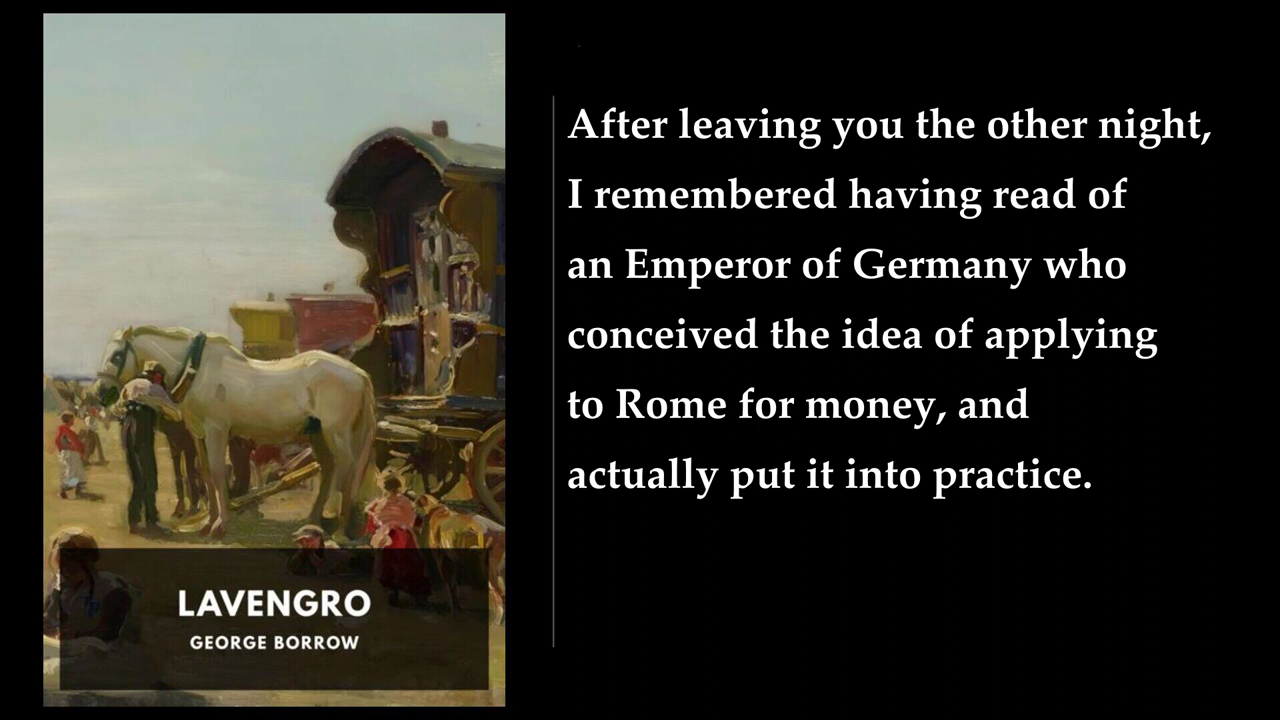 After leaving you the other night,
I remembered having read of
an Emperor of Germany who
conceived the idea of applying
to Rome for money, and
actually put it into practice.
LAVENGRO
GEORGE BORROW